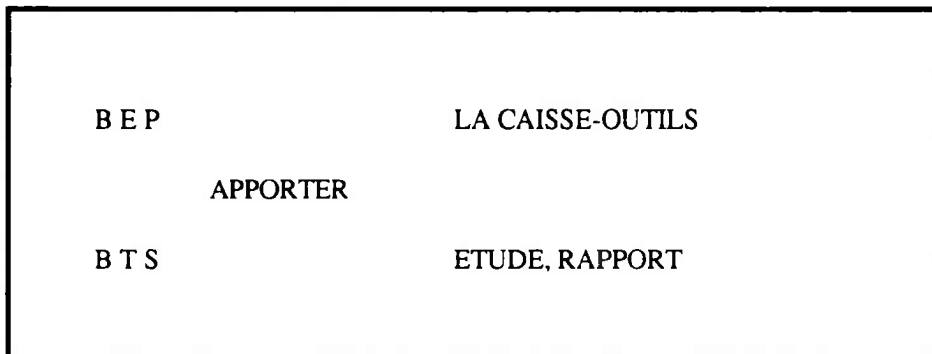 B E P LA CAISSE-OUTILS
APPORTER
B T S ETUDE, RAPPORT